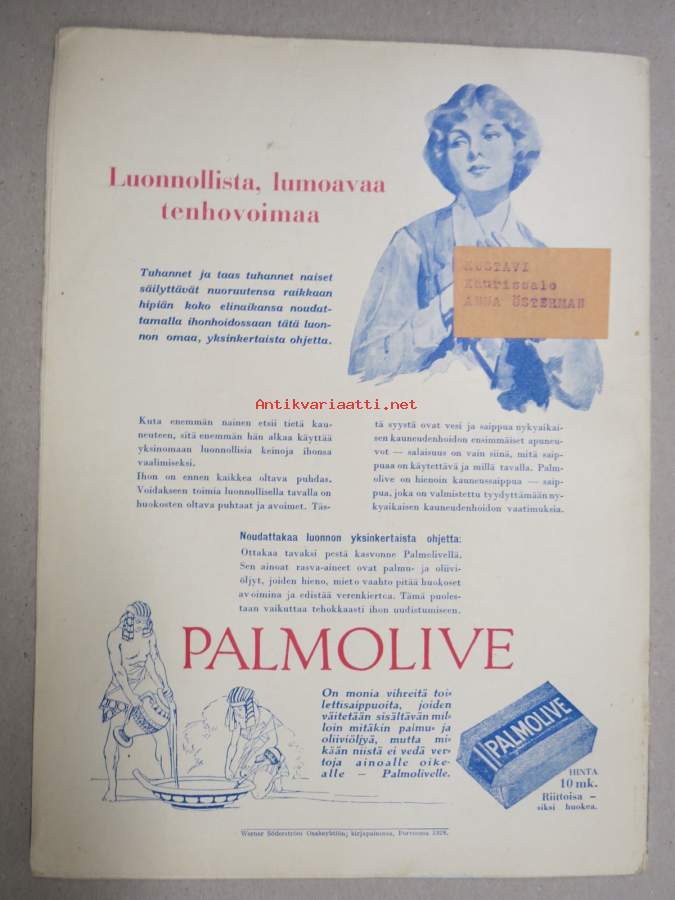 Luonnollista, lumoavaa
tenhovoimaa
Tuhannet ja taas tuhannet naiset
säilyttävät nuoruutensa raikkaan
hipiän koko elinaikansa noudat-
tamalla ihonhoidossaan tätä luon-
non omaa, yksinkertaista ohjetta.
KUSTAVI
Kaurissalo
ANNA ÖSTERMAN
Antikvariaatti.net
Kuta enemmän nainen etsii tietä kau-
neuteen, sitä enemmän hän alkaa käyttää
yksinomaan luonnollisia keinoja ihonsa
vaalimiseksi.
Ihon on ennen kaikkea oltava puhdas.
Voidakseen toimia luonnollisella tavalla on
huokosten oltava puhtaat ja avoimet. Täs-
tä syystä ovat vesi ja saippua nykyaikai-
sen kauneudenhoidon ensimmäiset apuneu-
vot — salaisuus on vain siinä, mitä saip-
puaa on käytettävä ja millä tavalla. Palm-
olive on hienoin kauneussaippua — saip-
pua, joka on valmistettu tyydyttämään ny-
kyaikaisen kauneudenhoidon vaatimuksia.
Noudattakaa luonnon yksinkertaista ohjetta:
Ottakaa tavaksi pestä kasvonne Palmolivellä.
Sen ainoat rasva-aineet ovat palmu- ja oliivi-
öljyt, joiden hieno, mieto vaahto pitää huokoset
avoimina ja edistää verenkiertoa. Tämä puoles-
taan vaikuttaa tehokkaasti ihon uudistumiseen.
PALMOLIVE
On monia vihreitä toi-
lettisaippuoita, joiden
väitetään sisältävän mil-
loin mitäkin palmu- ja
oliiviöljyä, mutta mi-
kään niistä ei vedä ver-
toja ainoalle oike-
alle — Palmolivelle.
PALMOLIVE
HINTA
10 mk.
Riittoisa –
siksi huokea.
Werner Söderström Osakeyhtiön kirjapainossa, Porvoossa 1928.